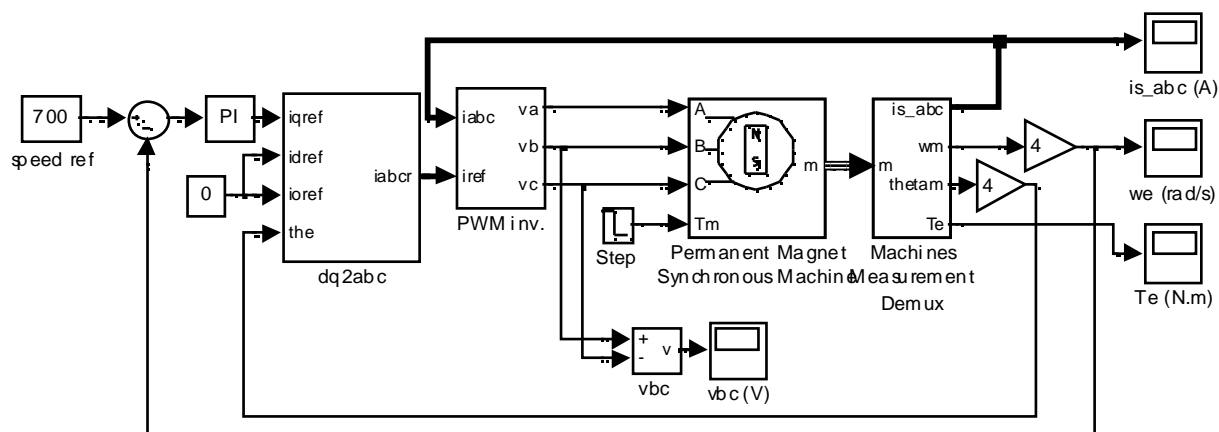 700
speed ref
+
-
PI
0
iqref
idref
ioref
the
iabcr
dq2abc
iabc
iref
va
vb
vc
PWM inv.
Step
A
B
C
Tm
N
S
m
Permanent Magnet
Synchronous Machine
m
is_abc
wm
thetam
Te
Machines
Measurement
Demux
4
4
is_abc (A)
we (rad/s)
Te (N.m)
+
-
v
vbc
vbc (V)